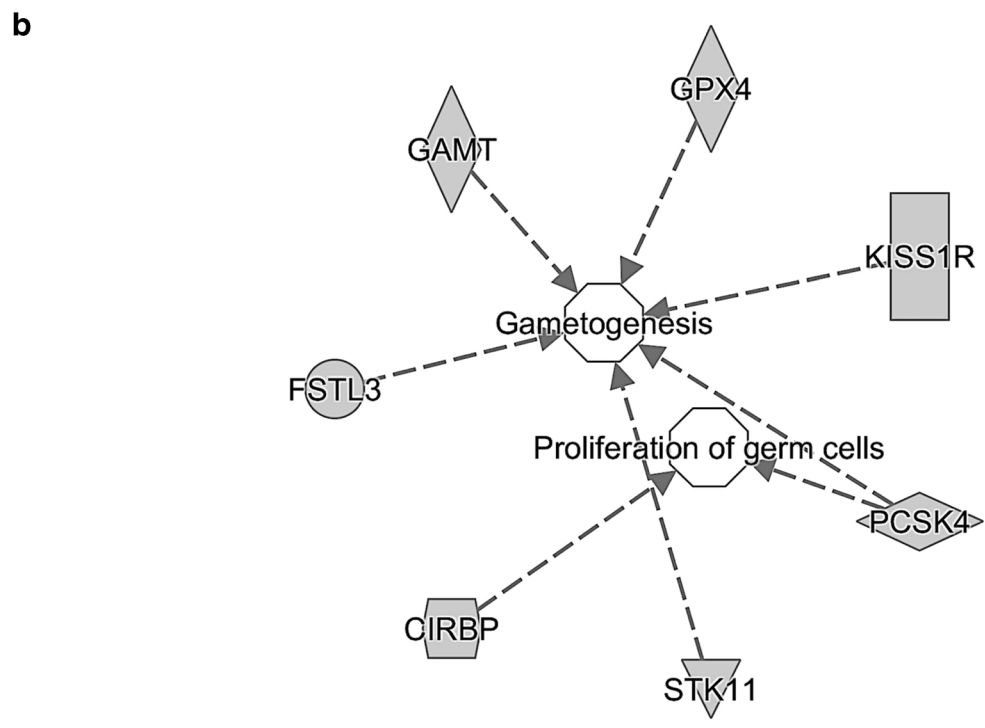 b
GPX4
GAMT
KISS1R
Gametogenesis
FSTL3
Proliferation of germ cells
PCSK4
CIRBP
STK11